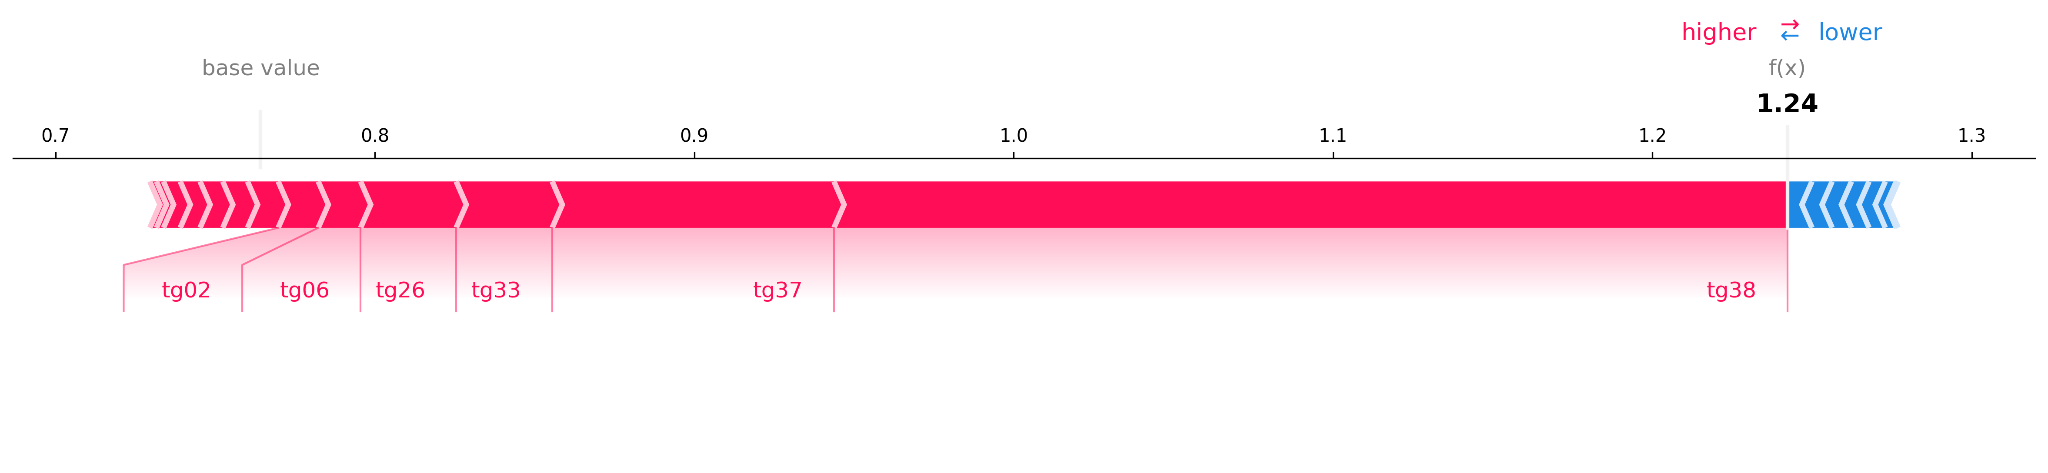 higher ⇄ lower
base value f(x)
1.24
0.7 0.8 0.9 1.0 1.1 1.2 1.3
tg02 tg06 tg26 tg33 tg37 tg38